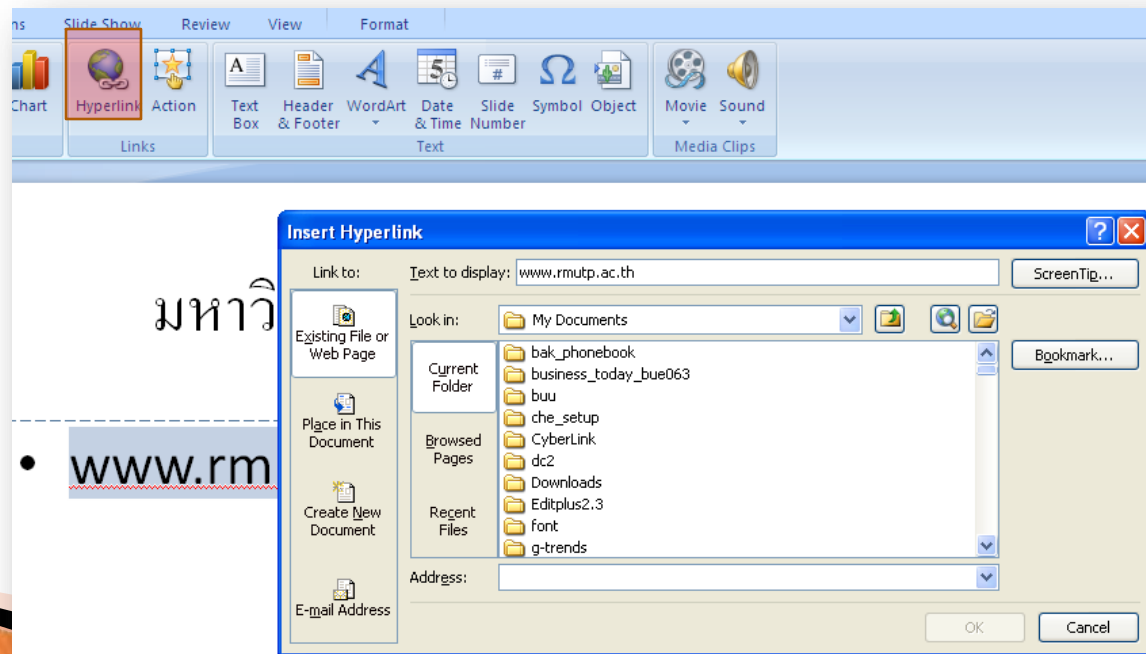 ns Slide Show Review View Format
Chart Hyperlink Action Text Box Header & Footer WordArt Date & Time Slide Number Symbol Object Movie Sound
Links Text Media Clips
Insert Hyperlink
Link to: Text to display: www.rmutp.ac.th ScreenTip...
มหาวิ
Existing File or Web Page
Look in: My Documents
Bookmark...
Current Folder
bak_phonebook
business_today_bue063
buu
che_setup
Place in This Document
CyberLink
Browsed Pages
dc2
• www.rm
Downloads
Editplus2.3
Create New Document
Recent Files
font
g-trends
Address:
E-mail Address
OK Cancel